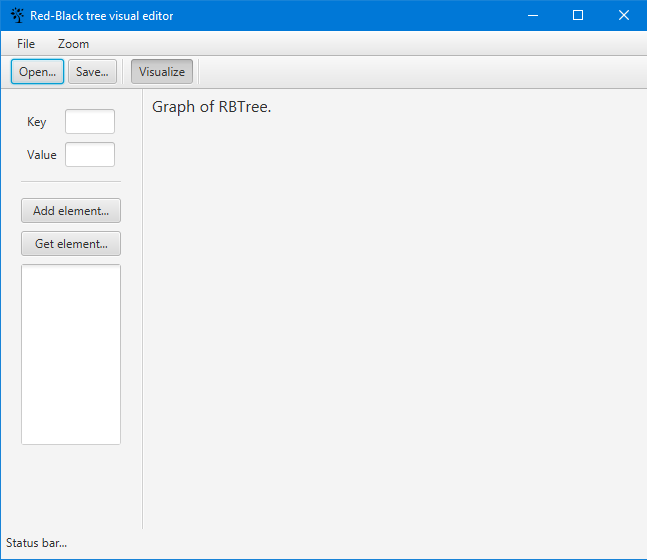 Red-Black tree visual editor
File Zoom
Open... Save... Visualize
Graph of RBTree.
Key
Value
Add element...
Get element...
Status bar...